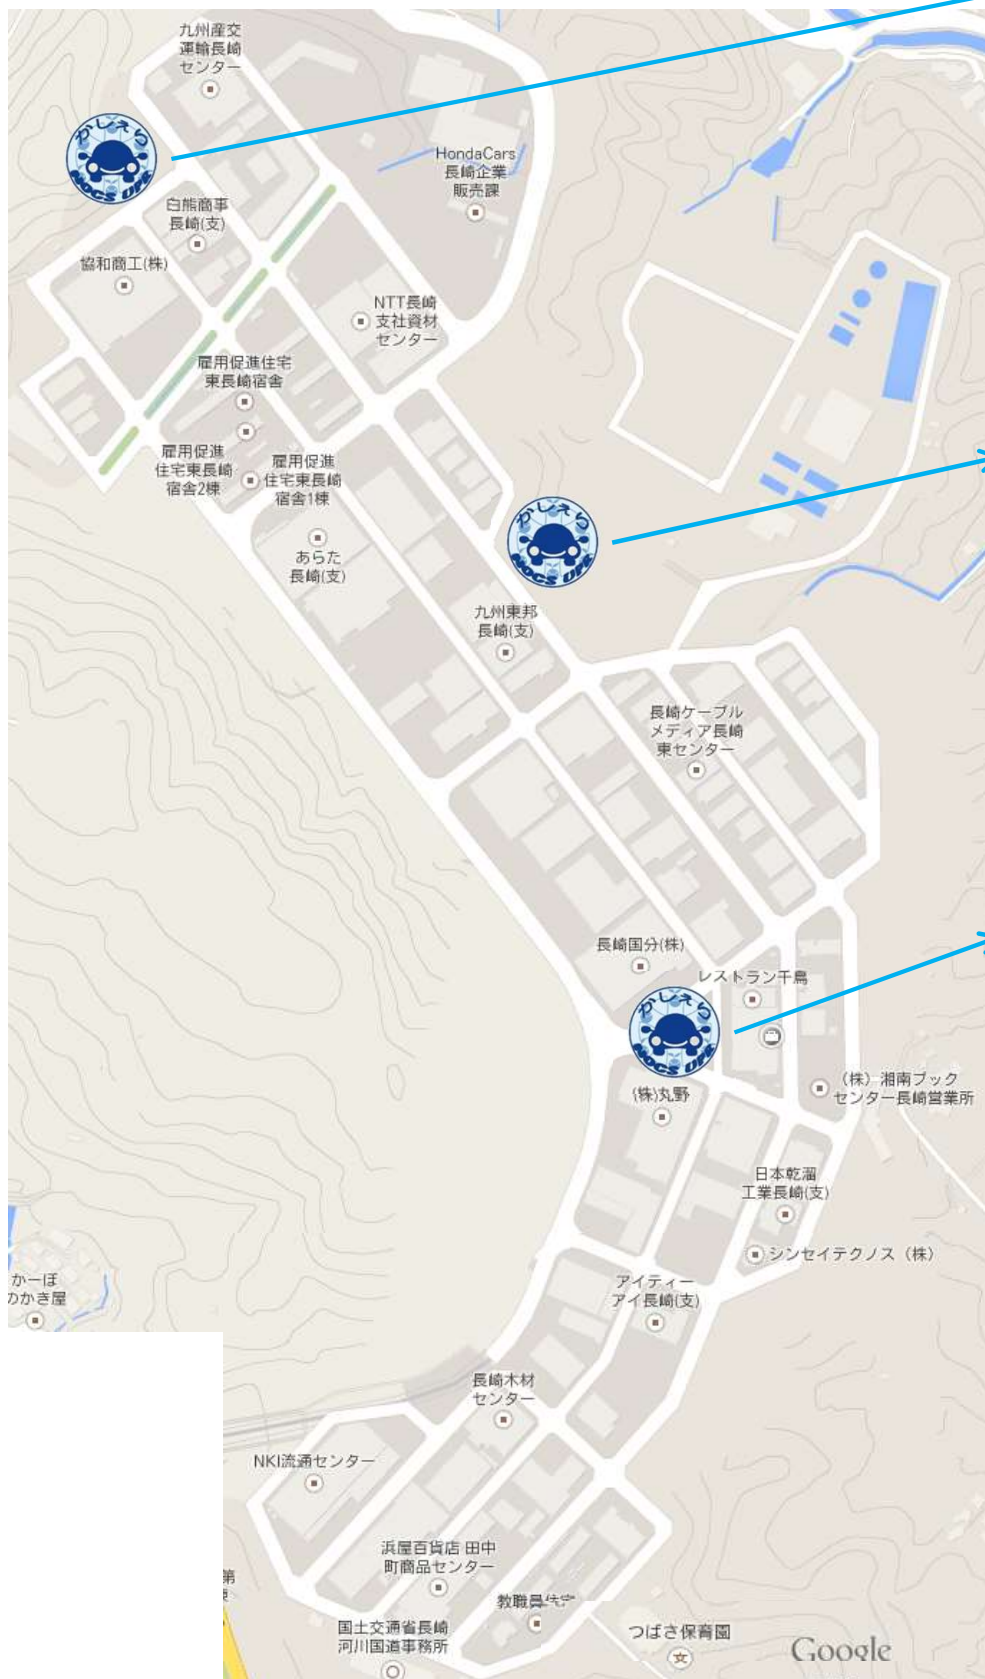 九州産交
運輸長崎
センター
かしえら
MOCS UFR
HondaCars
長崎企業
販売課
白熊商事
長崎(支)
協和商工(株)
NTT長崎
支社資材
センター
雇用促進住宅
東長崎宿舎
雇用促進
住宅東長崎
宿舎2棟
雇用促進
住宅東長崎
宿舎1棟
かしえら
MOCS UFR
あらた
長崎(支)
九州東邦
長崎(支)
長崎ケーブル
メディア長崎
東センター
長崎国分(株)
レストラン千鳥
かしえら
MOCS UFR
(株)丸野
(株) 湘南ブック
センター長崎営業所
日本乾溜
工業長崎(支)
シンセイテクノス (株)
かーほ
のかき屋
アイティー
アイ長崎(支)
長崎木材
センター
NKI流通センター
浜屋百貨店 田中
町商品センター
第
教職員住宅
国土交通省長崎
河川国道事務所
つばさ保育園
Google